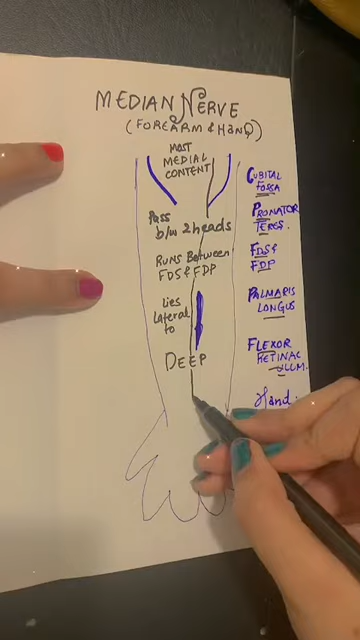 MEDIAN NERVE
(FOREARM & HAND)
MOST
MEDIAL
CONTENT
CUBITAL
FOSSA
Pass
b/w 2 heads
PRONATOR
TERES.
RUNS Between
FDS & FDP
FDS &
FDP
Lies
Lateral
to
PALMARIS
LONGUS
DEEP
FLEXOR
RETINAC
ULUM.
Hand: